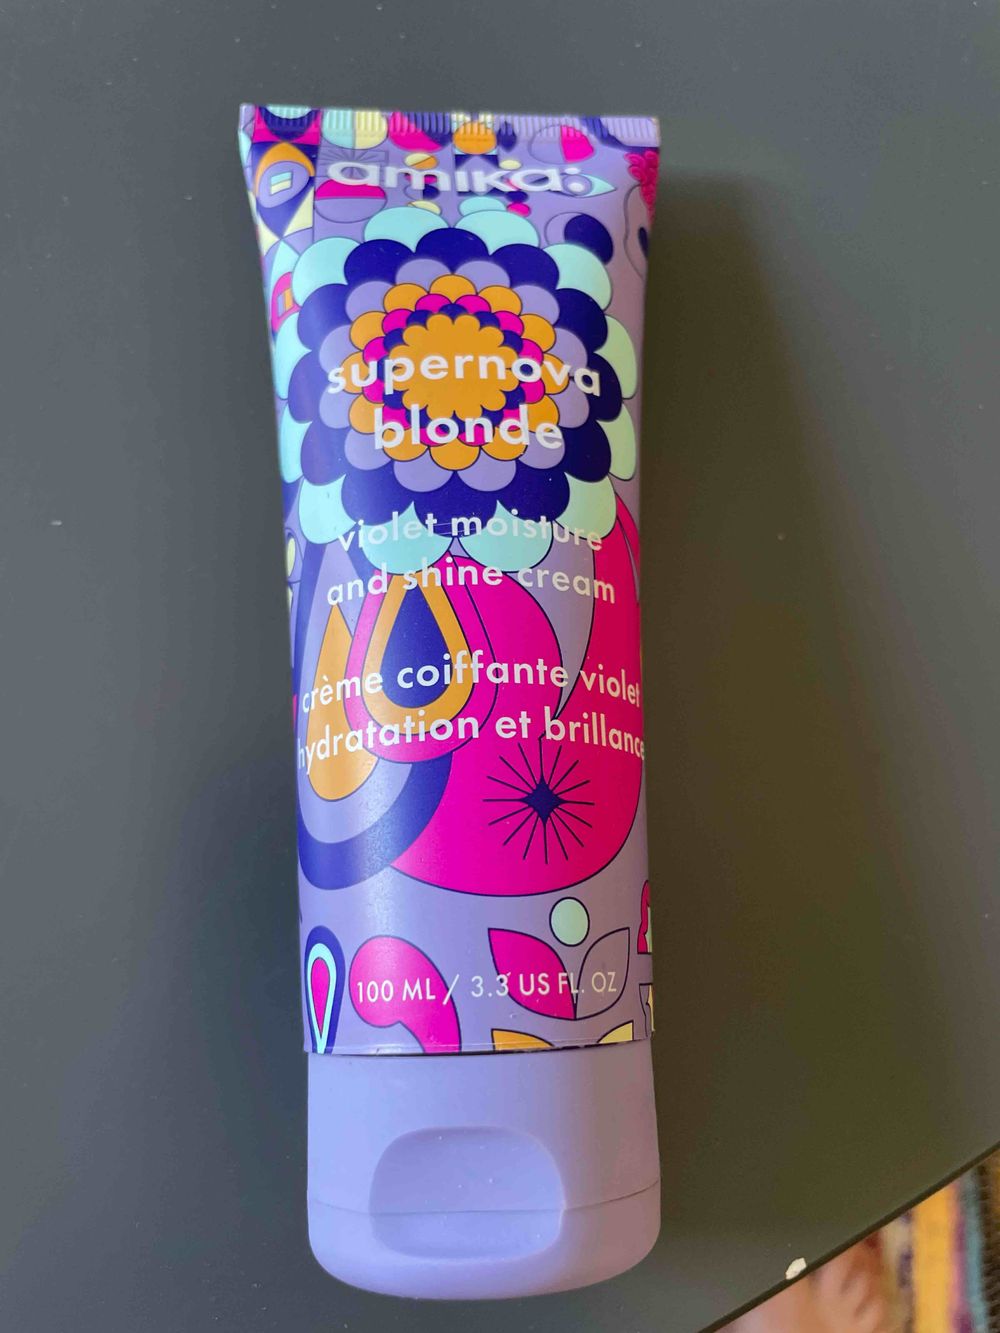 amika:
supernova
blonde
violet moisture
and shine cream
crème coiffante violet
hydratation et brillance
100 ML / 3.3 US FL. OZ